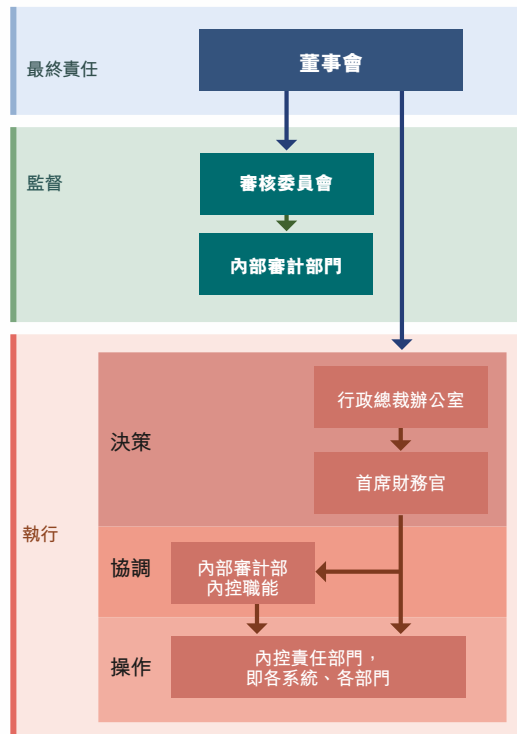 最終責任
董事會
監督
審核委員會
內部審計部門
執行
決策
行政總裁辦公室
首席財務官
協調
內部審計部
內控職能
操作
內控責任部門，
即各系統、各部門